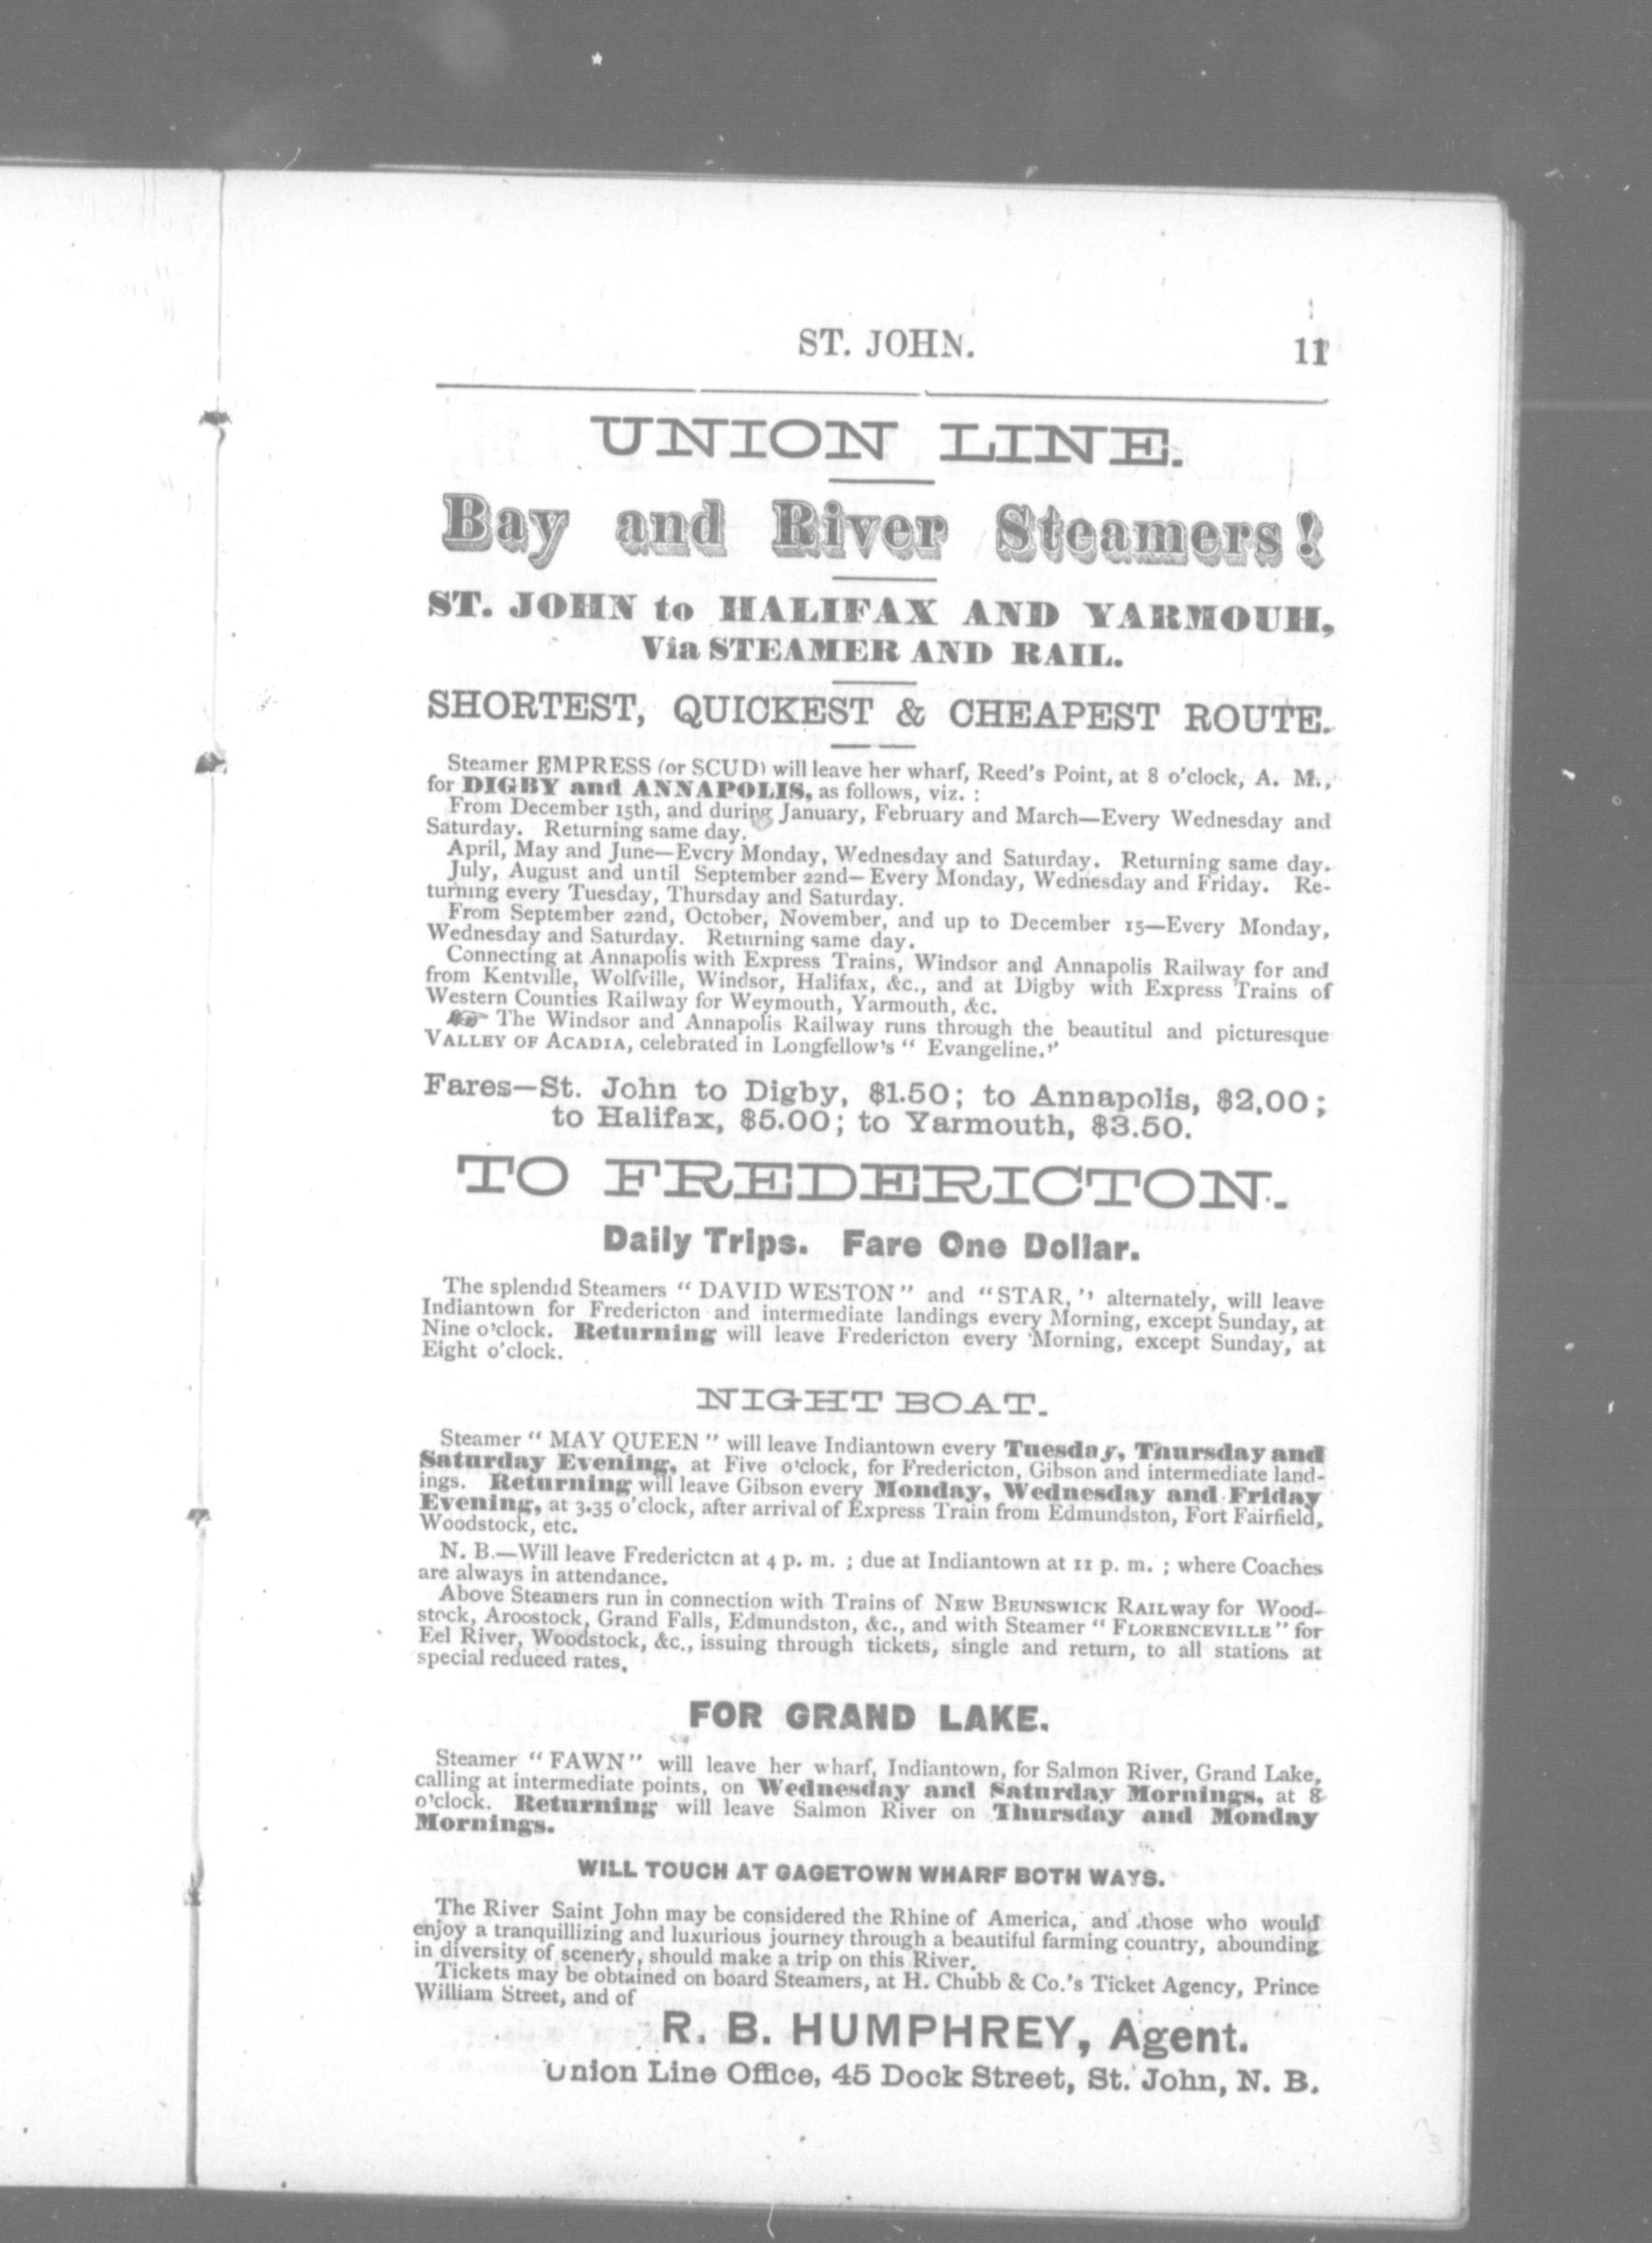 ST. JOHN. 11
UNION LINE.
Bay and River Steamers!
ST. JOHN to HALIFAX AND YARMOUH,
Via STEAMER AND RAIL.
SHORTEST, QUICKEST & CHEAPEST ROUTE.
Steamer EMPRESS (or SCUD) will leave her wharf, Reed's Point, at 8 o'clock, A. M.,
for DIGBY and ANNAPOLIS, as follows, viz. :
From December 15th, and during January, February and March—Every Wednesday and
Saturday. Returning same day.
April, May and June—Every Monday, Wednesday and Saturday. Returning same day.
July, August and until September 22nd—Every Monday, Wednesday and Friday. Re-
turning every Tuesday, Thursday and Saturday.
From September 22nd, October, November, and up to December 15—Every Monday,
Wednesday and Saturday. Returning same day.
Connecting at Annapolis with Express Trains, Windsor and Annapolis Railway for and
from Kentville, Wolfville, Windsor, Halifax, &c., and at Digby with Express Trains of
Western Counties Railway for Weymouth, Yarmouth, &c.
☞ The Windsor and Annapolis Railway runs through the beautitul and picturesque
VALLEY OF ACADIA, celebrated in Longfellow's " Evangeline."
Fares—St. John to Digby, $1.50; to Annapolis, $2.00;
to Halifax, $5.00; to Yarmouth, $3.50.
TO FREDERICTON.
Daily Trips. Fare One Dollar.
The splendid Steamers " DAVID WESTON " and " STAR, " alternately, will leave
Indiantown for Fredericton and intermediate landings every Morning, except Sunday, at
Nine o'clock. Returning will leave Fredericton every Morning, except Sunday, at
Eight o'clock.
NIGHT BOAT.
Steamer " MAY QUEEN " will leave Indiantown every Tuesday, Thursday and
Saturday Evening, at Five o'clock, for Fredericton, Gibson and intermediate land-
ings. Returning will leave Gibson every Monday, Wednesday and Friday
Evening, at 3.35 o'clock, after arrival of Express Train from Edmundston, Fort Fairfield,
Woodstock, etc.
N. B.—Will leave Fredericton at 4 p. m. ; due at Indiantown at 11 p. m. ; where Coaches
are always in attendance.
Above Steamers run in connection with Trains of NEW BRUNSWICK RAILway for Wood-
stock, Aroostock, Grand Falls, Edmundston, &c., and with Steamer " FLORENCEVILLE " for
Eel River, Woodstock, &c., issuing through tickets, single and return, to all stations at
special reduced rates.
FOR GRAND LAKE.
Steamer " FAWN " will leave her wharf, Indiantown, for Salmon River, Grand Lake,
calling at intermediate points, on Wednesday and Saturday Mornings, at 8
o'clock. Returning will leave Salmon River on Thursday and Monday
Mornings.
WILL TOUCH AT GAGETOWN WHARF BOTH WAYS.
The River Saint John may be considered the Rhine of America, and those who would
enjoy a tranquillizing and luxurious journey through a beautiful farming country, abounding
in diversity of scenery, should make a trip on this River.
Tickets may be obtained on board Steamers, at H. Chubb & Co.'s Ticket Agency, Prince
William Street, and of
R. B. HUMPHREY, Agent.
Union Line Office, 45 Dock Street, St. John, N. B.